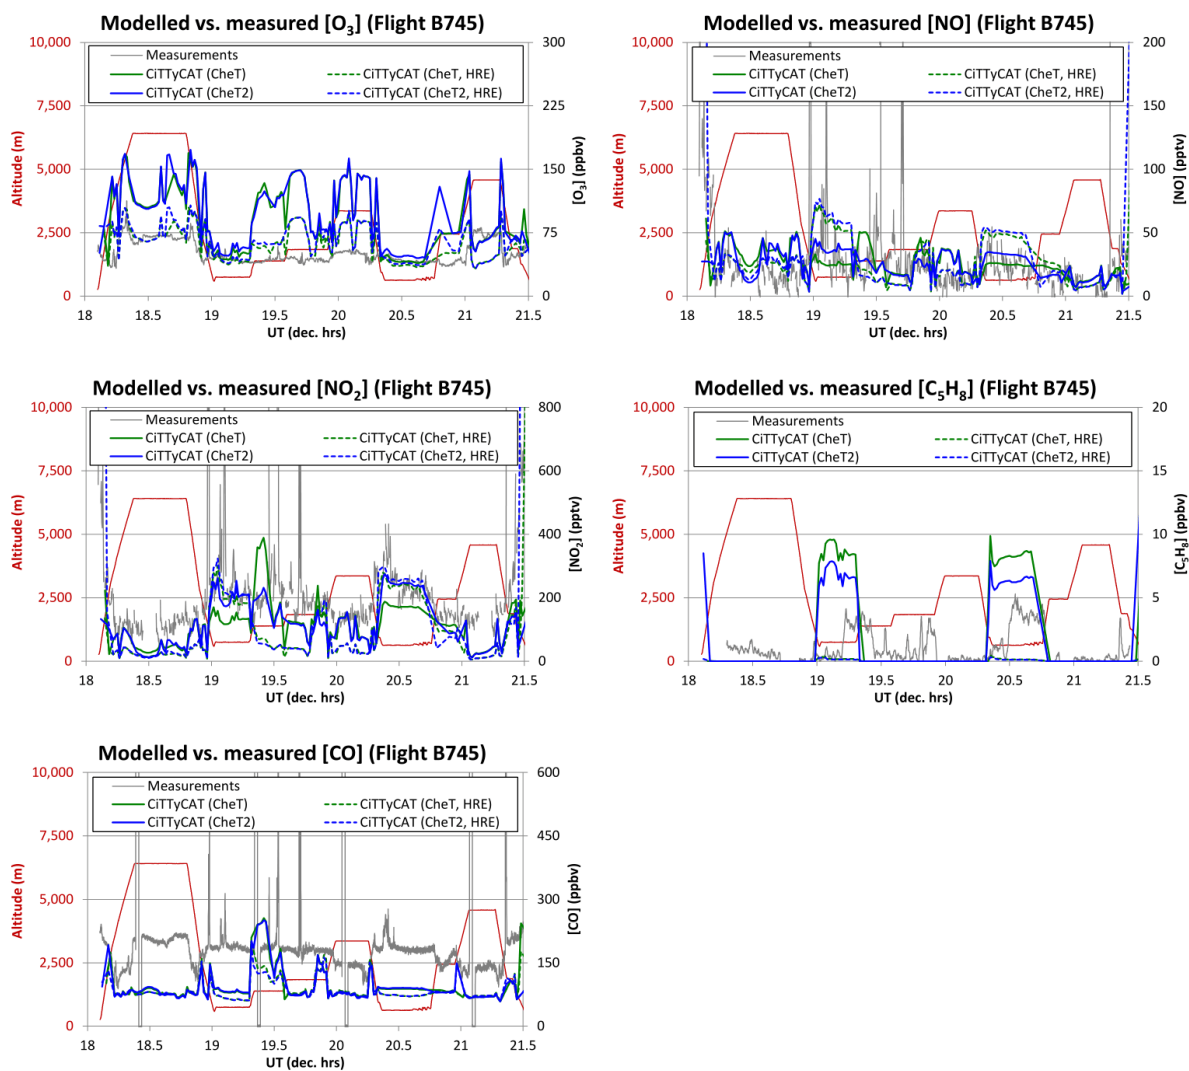 Modelled vs. measured [O₃] (Flight B745)
10,000
7,500
5,000
2,500
0
Altitude (m)
300
225
150
75
0
[O₃] (ppbv)
Measurements
CiTTyCAT (CheT)
CiTTyCAT (CheT, HRE)
CiTTyCAT (CheT2)
CiTTyCAT (CheT2, HRE)
18 18.5 19 19.5 20 20.5 21 21.5
UT (dec. hrs)
Modelled vs. measured [NO] (Flight B745)
10,000
7,500
5,000
2,500
0
Altitude (m)
200
150
100
50
0
[NO] (pptv)
Measurements
CiTTyCAT (CheT)
CiTTyCAT (CheT, HRE)
CiTTyCAT (CheT2)
CiTTyCAT (CheT2, HRE)
18 18.5 19 19.5 20 20.5 21 21.5
UT (dec. hrs)
Modelled vs. measured [NO₂] (Flight B745)
10,000
7,500
5,000
2,500
0
Altitude (m)
800
600
400
200
0
[NO₂] (pptv)
Measurements
CiTTyCAT (CheT)
CiTTyCAT (CheT, HRE)
CiTTyCAT (CheT2)
CiTTyCAT (CheT2, HRE)
18 18.5 19 19.5 20 20.5 21 21.5
UT (dec. hrs)
Modelled vs. measured [C₅H₈] (Flight B745)
10,000
7,500
5,000
2,500
0
Altitude (m)
20
15
10
5
0
[C₅H₈] (ppbv)
Measurements
CiTTyCAT (CheT)
CiTTyCAT (CheT, HRE)
CiTTyCAT (CheT2)
CiTTyCAT (CheT2, HRE)
18 18.5 19 19.5 20 20.5 21 21.5
UT (dec. hrs)
Modelled vs. measured [CO] (Flight B745)
10,000
7,500
5,000
2,500
0
Altitude (m)
600
450
300
150
0
[CO] (ppbv)
Measurements
CiTTyCAT (CheT)
CiTTyCAT (CheT, HRE)
CiTTyCAT (CheT2)
CiTTyCAT (CheT2, HRE)
18 18.5 19 19.5 20 20.5 21 21.5
UT (dec. hrs)